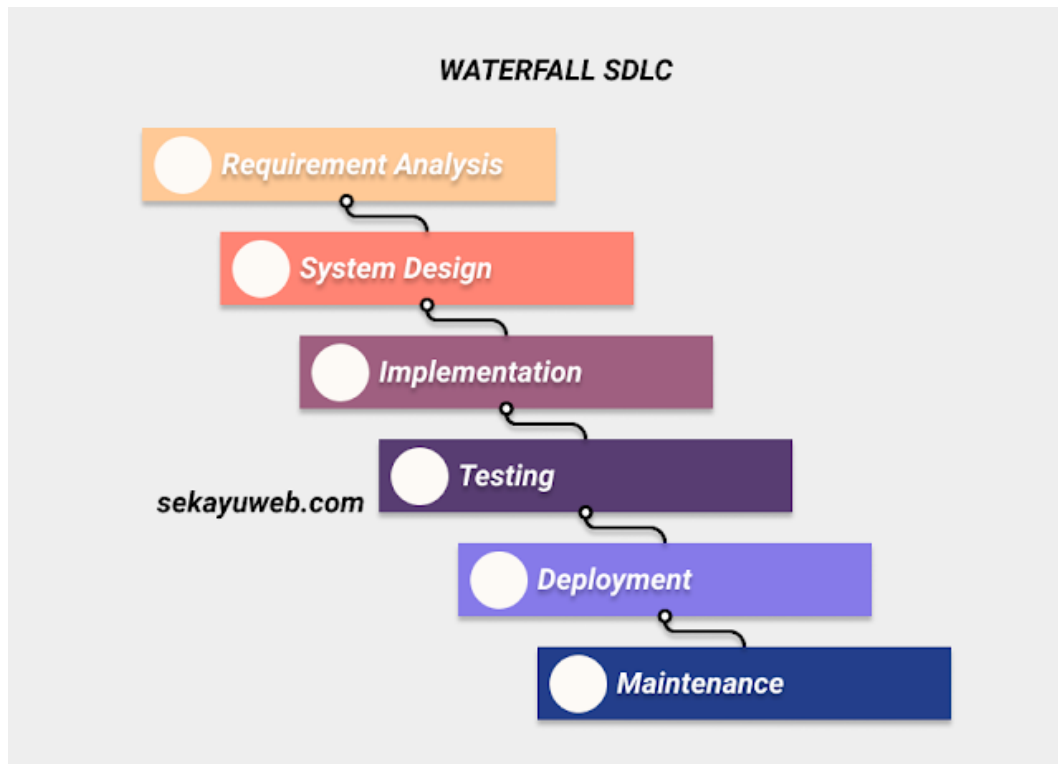 WATERFALL SDLC
Requirement Analysis
System Design
Implementation
Testing
sekayuweb.com
Deployment
Maintenance